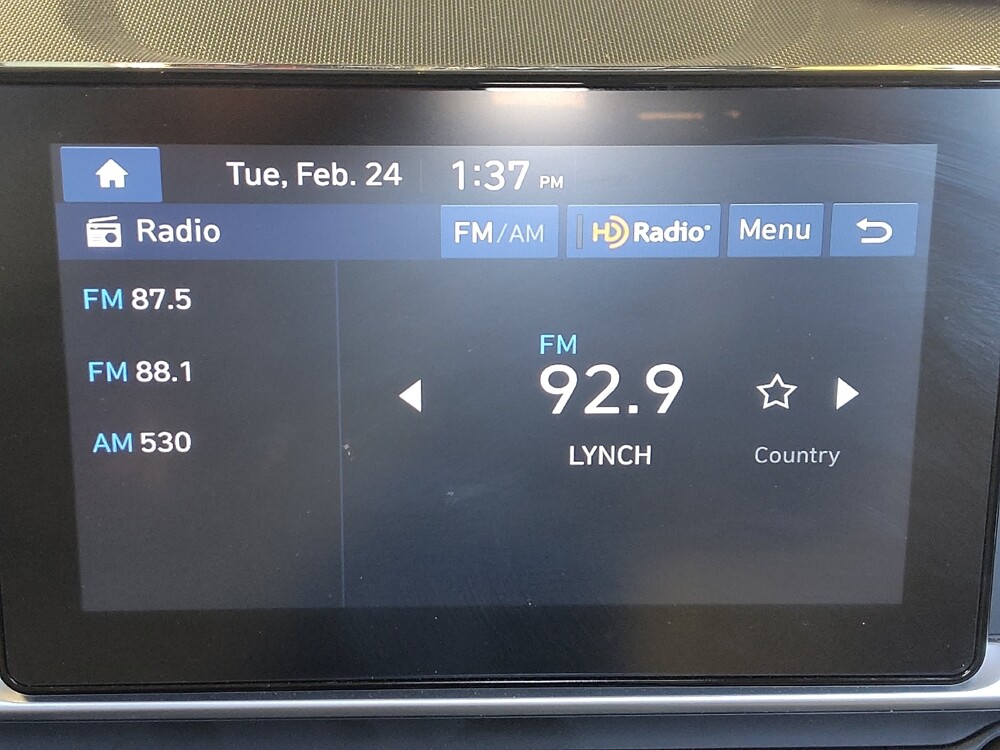 Tue, Feb. 24 1:37 PM
Radio FM/AM HD Radio® Menu
FM 87.5
FM 88.1
AM 530
FM
92.9
LYNCH Country